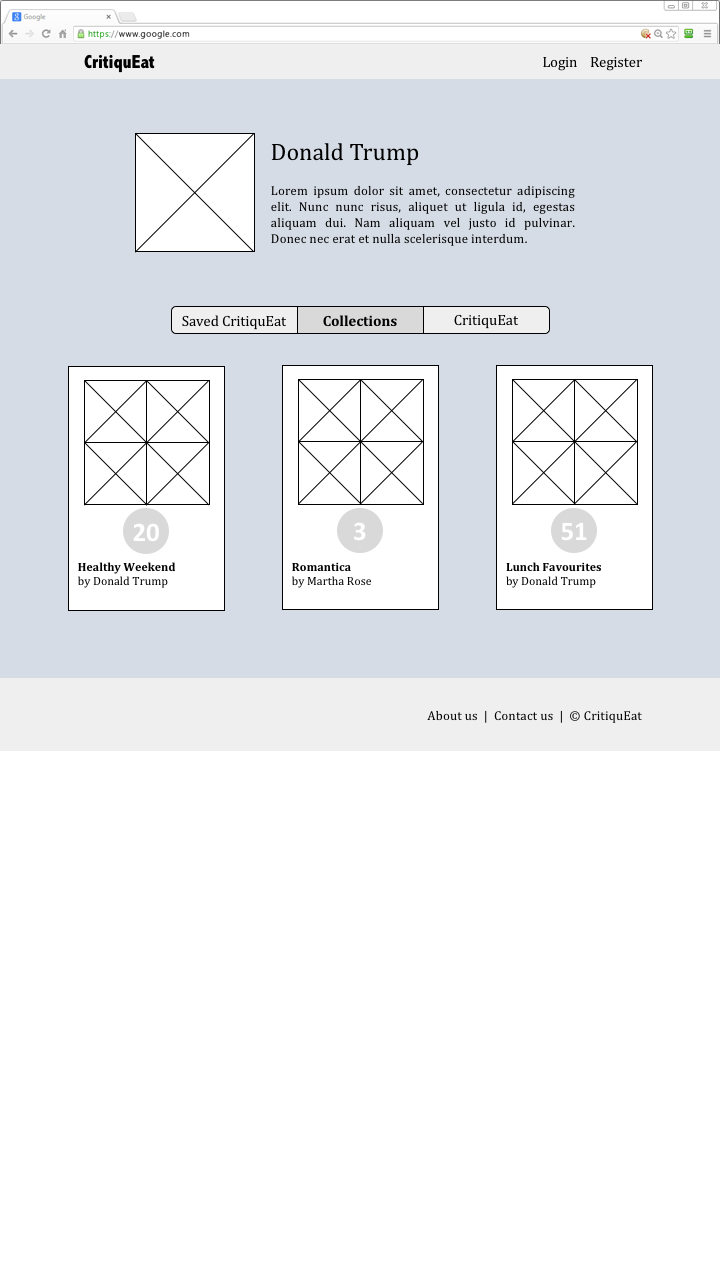 Google
https://www.google.com
CritiquEat
Login Register
Donald Trump
Lorem ipsum dolor sit amet, consectetur adipiscing
elit. Nunc nunc risus, aliquet ut ligula id, egestas
aliquam dui. Nam aliquam vel justo id pulvinar.
Donec nec erat et nulla scelerisque interdum.
Saved CritiquEat Collections CritiquEat
20
Healthy Weekend
by Donald Trump
3
Romantica
by Martha Rose
51
Lunch Favourites
by Donald Trump
About us | Contact us | © CritiquEat